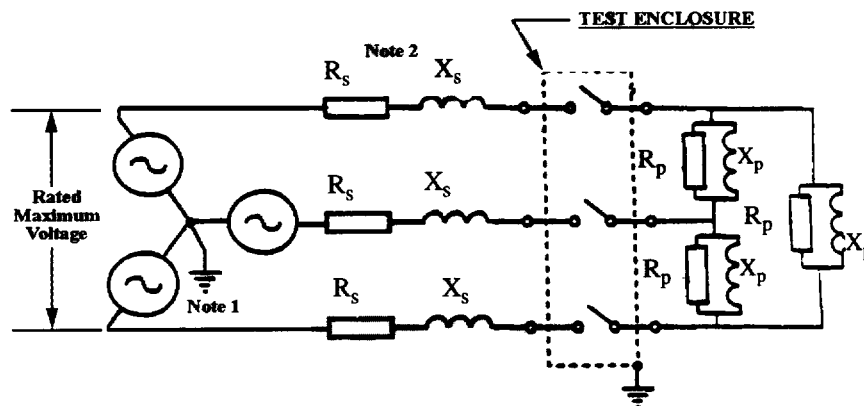 TEST ENCLOSURE
Note 2
Rs
Xs
Rated
Maximum
Voltage
Rs
Xs
Rp
Xp
Rp
Rp
Xp
X
Note 1
Rs
Xs